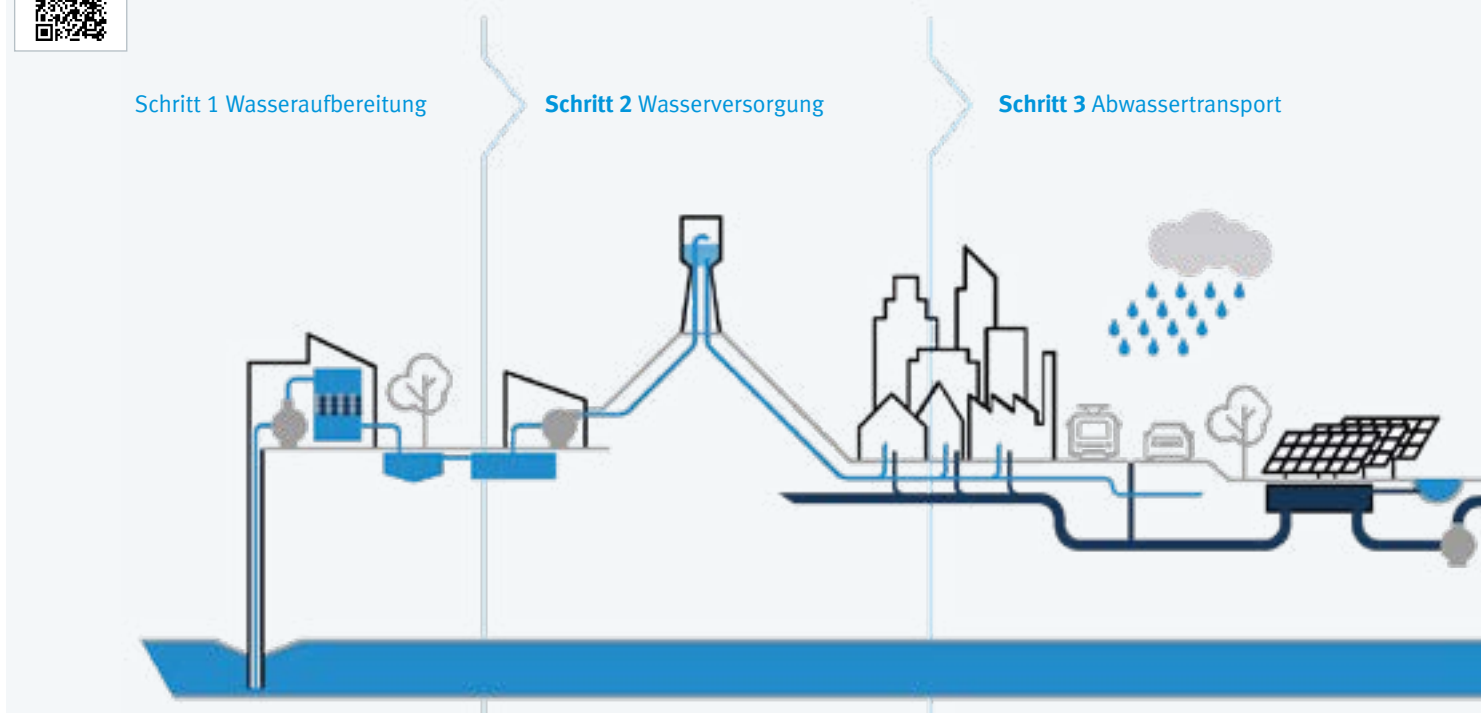 Schritt 1 Wasseraufbereitung
Schritt 2 Wasserversorgung
Schritt 3 Abwassertransport